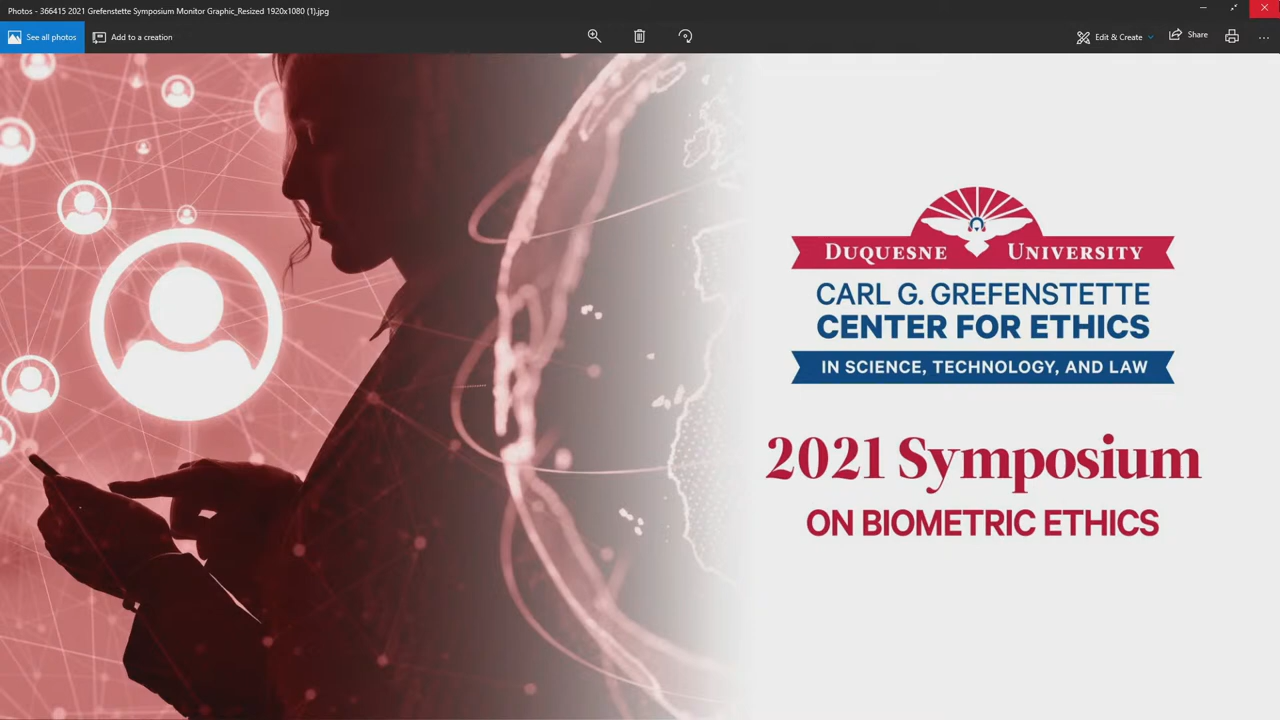 Photos - 366415 2021 Grefenstette Symposium Monitor Graphic_Resized 1920x1080 (1).jpg
See all photos
Add to a creation
Edit & Create
Share
DUQUESNE UNIVERSITY
CARL G. GREFENSTETTE
CENTER FOR ETHICS
IN SCIENCE, TECHNOLOGY, AND LAW
2021 Symposium
ON BIOMETRIC ETHICS